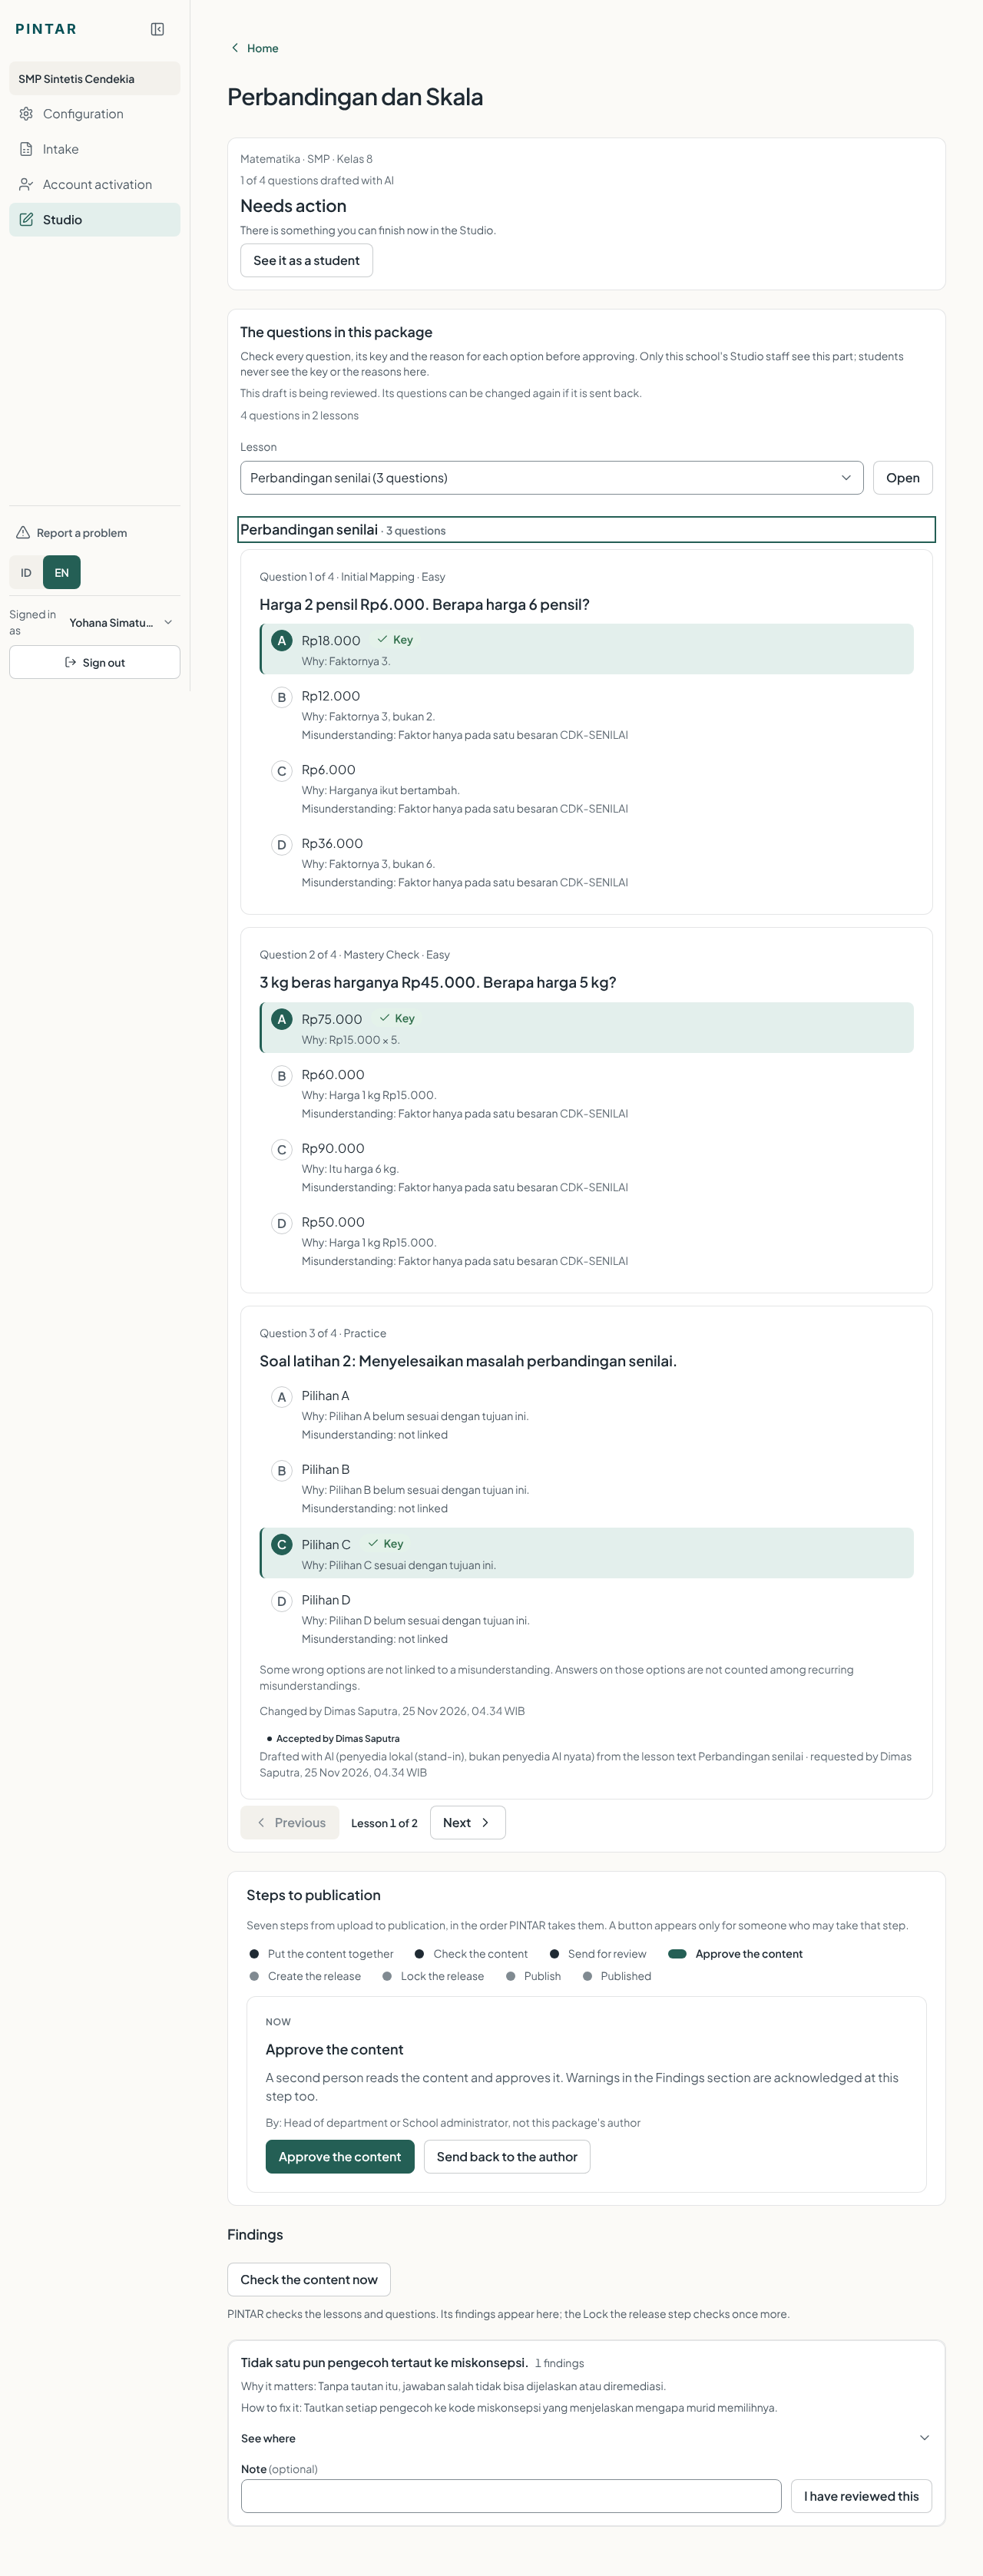 PINTAR
SMP Sintetis Cendekia
Configuration
Intake
Account activation
Studio
Report a problem
ID
EN
Signed in as
Yohana Simatu...
Sign out
Home
Perbandingan dan Skala
Matematika · SMP · Kelas 8
1 of 4 questions drafted with AI
Needs action
There is something you can finish now in the Studio.
See it as a student
The questions in this package
Check every question, its key and the reason for each option before approving. Only this school's Studio staff see this part; students
never see the key or the reasons here.
This draft is being reviewed. Its questions can be changed again if it is sent back.
4 questions in 2 lessons
Lesson
Perbandingan senilai (3 questions)
Open
Perbandingan senilai · 3 questions
Question 1 of 4 · Initial Mapping · Easy
Harga 2 pensil Rp6.000. Berapa harga 6 pensil?
A Rp18.000 Key
Why: Faktornya 3.
B Rp12.000
Why: Faktornya 3, bukan 2.
Misunderstanding: Faktor hanya pada satu besaran CDK-SENILAI
C Rp6.000
Why: Harganya ikut bertambah.
Misunderstanding: Faktor hanya pada satu besaran CDK-SENILAI
D Rp36.000
Why: Faktornya 3, bukan 6.
Misunderstanding: Faktor hanya pada satu besaran CDK-SENILAI
Question 2 of 4 · Mastery Check · Easy
3 kg beras harganya Rp45.000. Berapa harga 5 kg?
A Rp75.000 Key
Why: Rp15.000 × 5.
B Rp60.000
Why: Harga 1 kg Rp15.000.
Misunderstanding: Faktor hanya pada satu besaran CDK-SENILAI
C Rp90.000
Why: Itu harga 6 kg.
Misunderstanding: Faktor hanya pada satu besaran CDK-SENILAI
D Rp50.000
Why: Harga 1 kg Rp15.000.
Misunderstanding: Faktor hanya pada satu besaran CDK-SENILAI
Question 3 of 4 · Practice
Soal latihan 2: Menyelesaikan masalah perbandingan senilai.
A Pilihan A
Why: Pilihan A belum sesuai dengan tujuan ini.
Misunderstanding: not linked
B Pilihan B
Why: Pilihan B belum sesuai dengan tujuan ini.
Misunderstanding: not linked
C Pilihan C Key
Why: Pilihan C sesuai dengan tujuan ini.
D Pilihan D
Why: Pilihan D belum sesuai dengan tujuan ini.
Misunderstanding: not linked
Some wrong options are not linked to a misunderstanding. Answers on those options are not counted among recurring
misunderstandings.
Changed by Dimas Saputra, 25 Nov 2026, 04.34 WIB
Accepted by Dimas Saputra
Drafted with AI (penyedia lokal (stand-in), bukan penyedia AI nyata) from the lesson text Perbandingan senilai · requested by Dimas
Saputra, 25 Nov 2026, 04.34 WIB
Previous
Lesson 1 of 2
Next
Steps to publication
Seven steps from upload to publication, in the order PINTAR takes them. A button appears only for someone who may take that step.
Put the content together
Check the content
Send for review
Approve the content
Create the release
Lock the release
Publish
Published
NOW
Approve the content
A second person reads the content and approves it. Warnings in the Findings section are acknowledged at this
step too.
By: Head of department or School administrator, not this package's author
Approve the content
Send back to the author
Findings
Check the content now
PINTAR checks the lessons and questions. Its findings appear here; the Lock the release step checks once more.
Tidak satu pun pengecoh tertaut ke miskonsepsi. 1 findings
Why it matters: Tanpa tautan itu, jawaban salah tidak bisa dijelaskan atau diremediasi.
How to fix it: Tautkan setiap pengecoh ke kode miskonsepsi yang menjelaskan mengapa murid memilihnya.
See where
Note (optional)
I have reviewed this